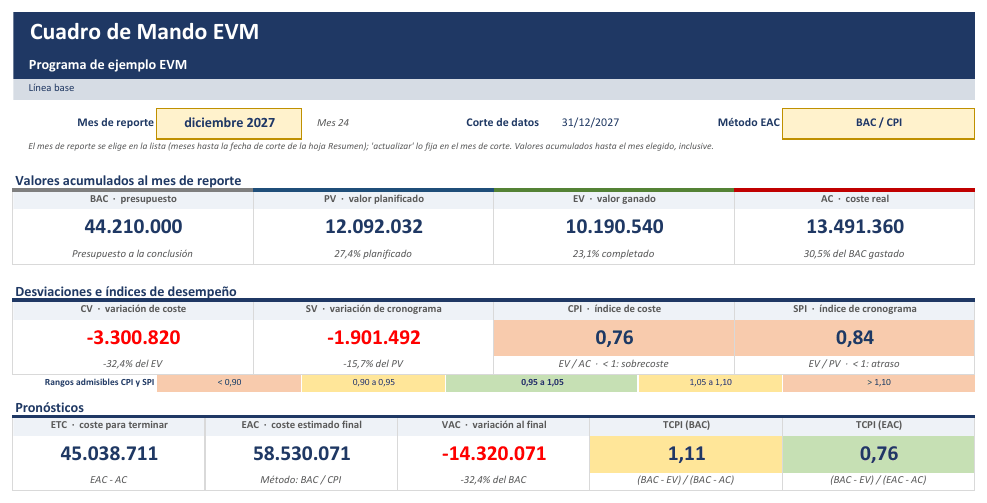 Cuadro de Mando EVM
Programa de ejemplo EVM
Línea base
Mes de reporte diciembre 2027 Mes 24 Corte de datos 31/12/2027 Método EAC BAC / CPI
El mes de reporte se elige en la lista (meses hasta la fecha de corte de la hoja Resumen); 'actualizar' lo fija en el mes de corte. Valores acumulados hasta el mes elegido, inclusive.
Valores acumulados al mes de reporte
BAC · presupuesto PV · valor planificado EV · valor ganado AC · coste real
44.210.000 12.092.032 10.190.540 13.491.360
Presupuesto a la conclusión 27,4% planificado 23,1% completado 30,5% del BAC gastado
Desviaciones e índices de desempeño
CV · variación de coste SV · variación de cronograma CPI · índice de coste SPI · índice de cronograma
-3.300.820 -1.901.492 0,76 0,84
-32,4% del EV -15,7% del PV EV / AC · < 1: sobrecoste EV / PV · < 1: atraso
Rangos admisibles CPI y SPI < 0,90 0,90 a 0,95 0,95 a 1,05 1,05 a 1,10 > 1,10
Pronósticos
ETC · coste para terminar EAC · coste estimado final VAC · variación al final TCPI (BAC) TCPI (EAC)
45.038.711 58.530.071 -14.320.071 1,11 0,76
EAC - AC Método: BAC / CPI -32,4% del BAC (BAC - EV) / (BAC - AC) (BAC - EV) / (EAC - AC)